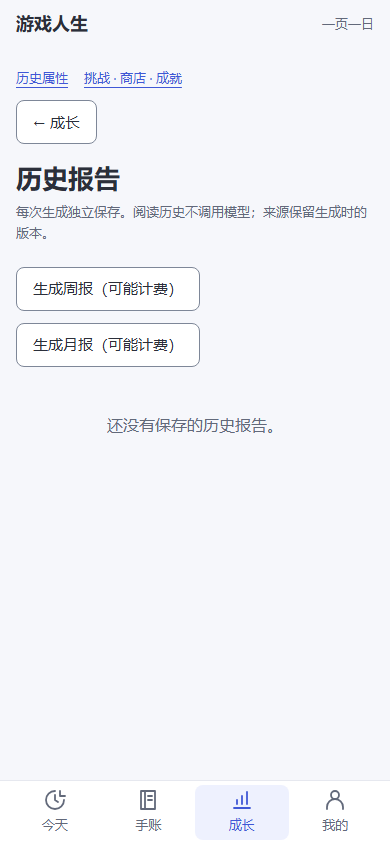 游戏人生
一页一日
历史属性
挑战 · 商店 · 成就
← 成长
历史报告
每次生成独立保存。阅读历史不调用模型；来源保留生成时的
版本。
生成周报（可能计费）
生成月报（可能计费）
还没有保存的历史报告。
今天
手账
成长
我的